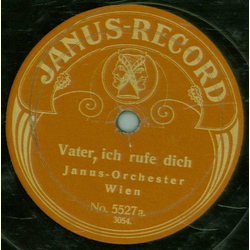 JANUS-RECORD
Vater, ich rufe dich
Janus-Orchester
Wien
No. 5527a.
3054.